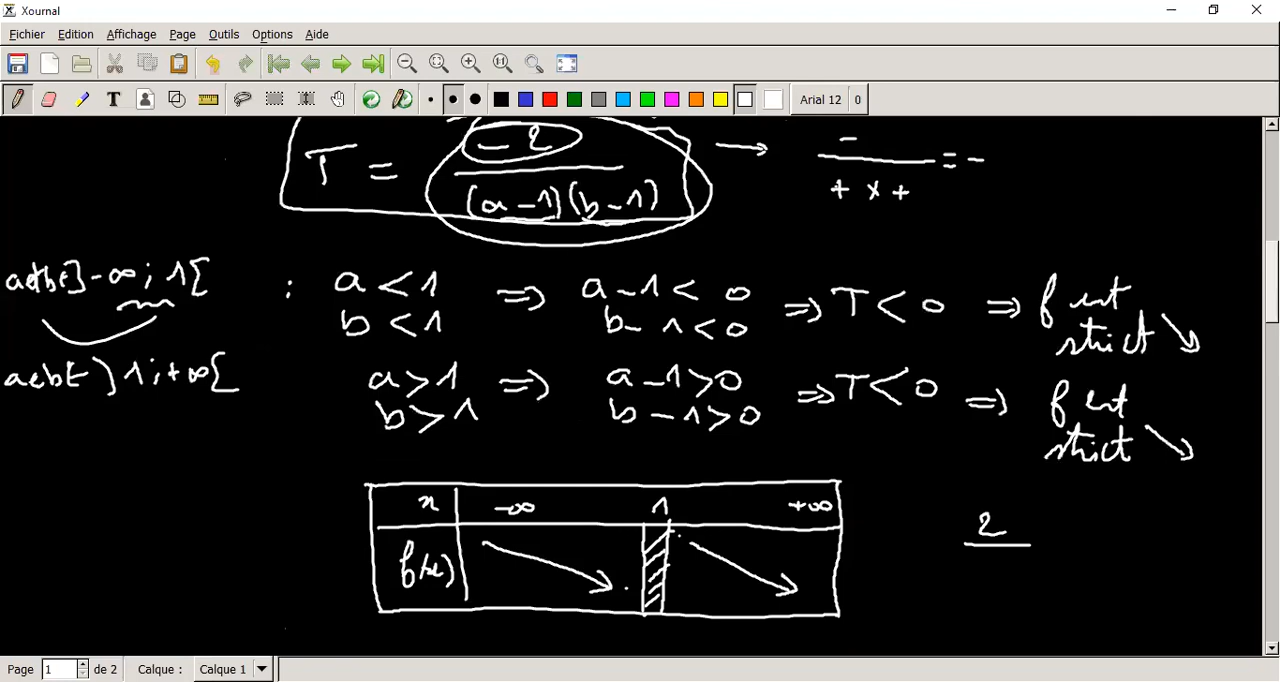 Xournal
Fichier Edition Affichage Page Outils Options Aide
T Arial 12 0
T = -2 / (a-1)(b-1) → - / + x + = -
a et b ∈ ]-∞ ; 1[ : a < 1 ⇒ a - 1 < 0 ⇒ T < 0 ⇒ f est
b < 1 b - 1 < 0 strict ↘
a et b ∈ ]1 ; +∞[ a > 1 ⇒ a - 1 > 0 ⇒ T < 0 ⇒ f est
b > 1 b - 1 > 0 strict ↘
x -∞ 1 +∞
f(x) ↘ ↘
2
Page 1 de 2 Calque : Calque 1